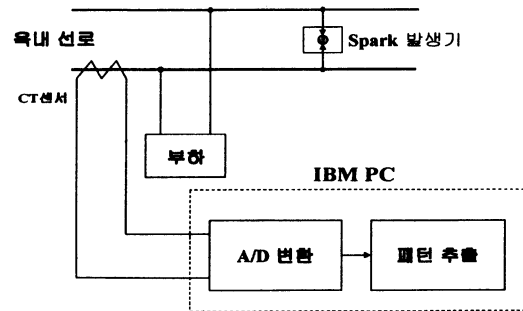 옥내 선로
Spark 발생기
CT센서
부하
IBM PC
A/D 변환
패턴 추출